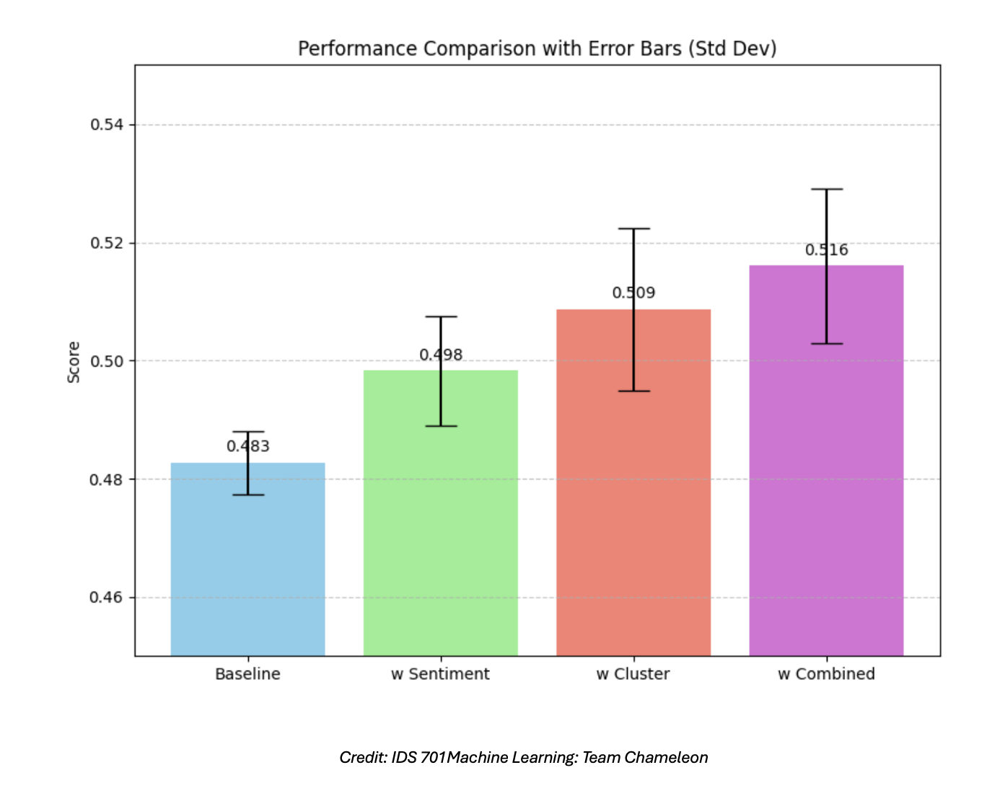 Performance Comparison with Error Bars (Std Dev)
0.54
0.52
0.50
0.48
0.46
Score
0.483
0.498
0.509
0.516
Baseline
w Sentiment
w Cluster
w Combined
Credit: IDS 701Machine Learning: Team Chameleon